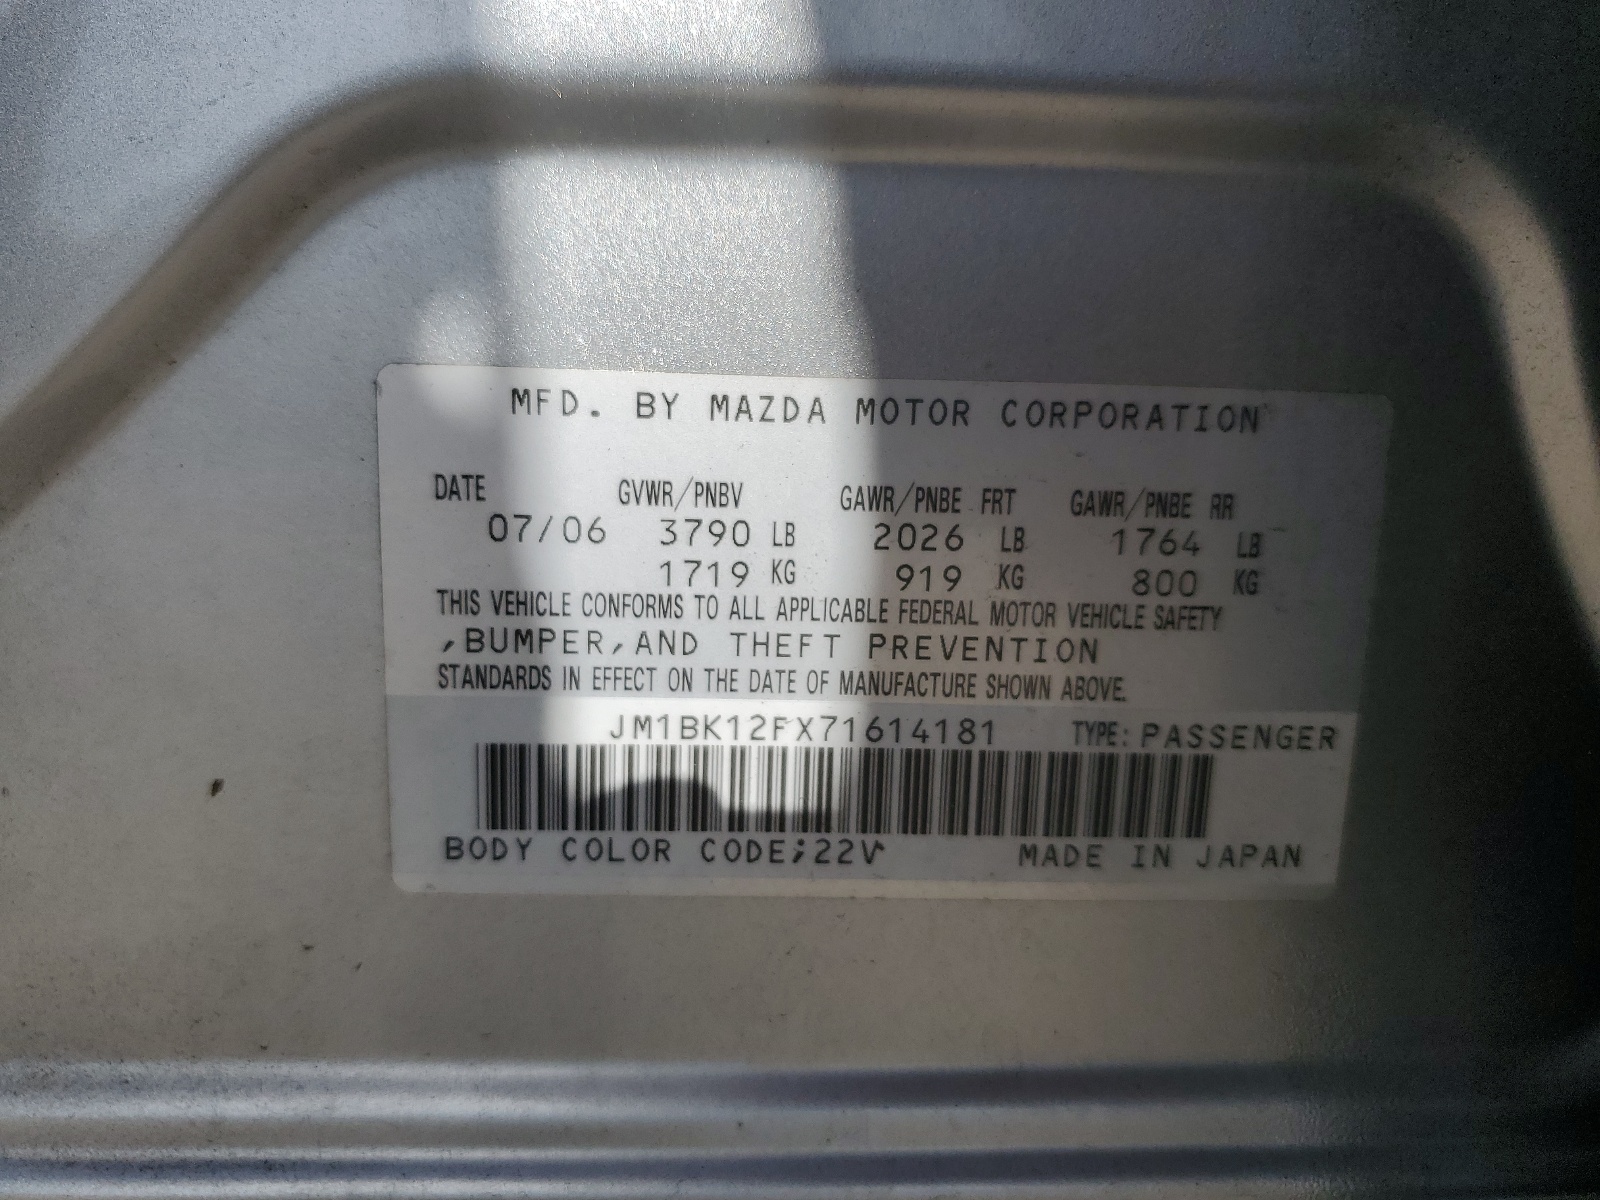 MFD. BY MAZDA MOTOR CORPORATION
DATE GVWR/PNBV GAWR/PNBE FRT GAWR/PNBE RR
07/06 3790 LB 2026 LB 1764 LB
1719 KG 919 KG 800 KG
THIS VEHICLE CONFORMS TO ALL APPLICABLE FEDERAL MOTOR VEHICLE SAFETY
,BUMPER,AND THEFT PREVENTION
STANDARDS IN EFFECT ON THE DATE OF MANUFACTURE SHOWN ABOVE.
JM1BK12FX71614181 TYPE: PASSENGER
BODY COLOR CODE;22V MADE IN JAPAN